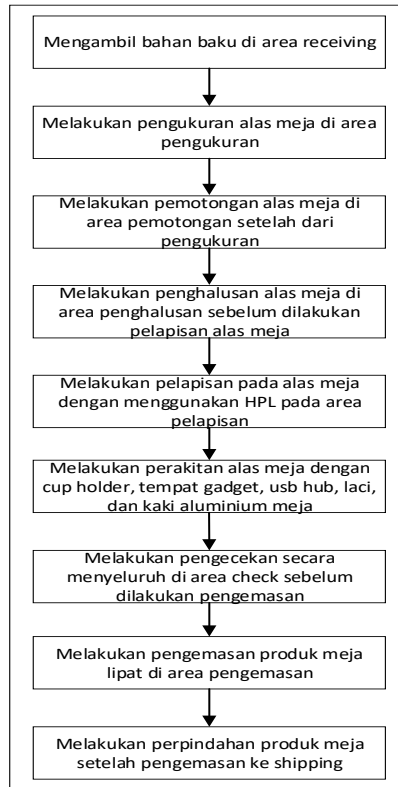 Mengambil bahan baku di area receiving
Melakukan pengukuran alas meja di area
pengukuran
Melakukan pemotongan alas meja di
area pemotongan setelah dari
pengukuran
Melakukan penghalusan alas meja di
area penghalusan sebelum dilakukan
pelapisan alas meja
Melakukan pelapisan pada alas meja
dengan menggunakan HPL pada area
pelapisan
Melakukan perakitan alas meja dengan
cup holder, tempat gadget, usb hub, laci,
dan kaki aluminium meja
Melakukan pengecekan secara
menyeluruh di area check sebelum
dilakukan pengemasan
Melakukan pengemasan produk meja
lipat di area pengemasan
Melakukan perpindahan produk meja
setelah pengemasan ke shipping